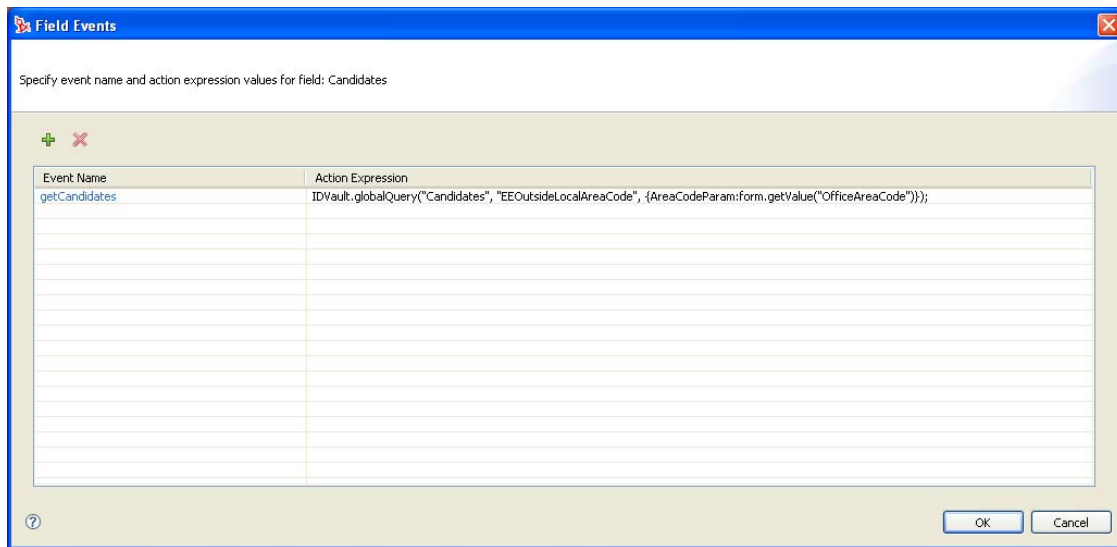 Field Events
Specify event name and action expression values for field: Candidates
Event Name Action Expression
getCandidates IDVault.globalQuery("Candidates", "EEOutsideLocalAreaCode", {AreaCodeParam:form.getValue("OfficeAreaCode")});
?
OK Cancel